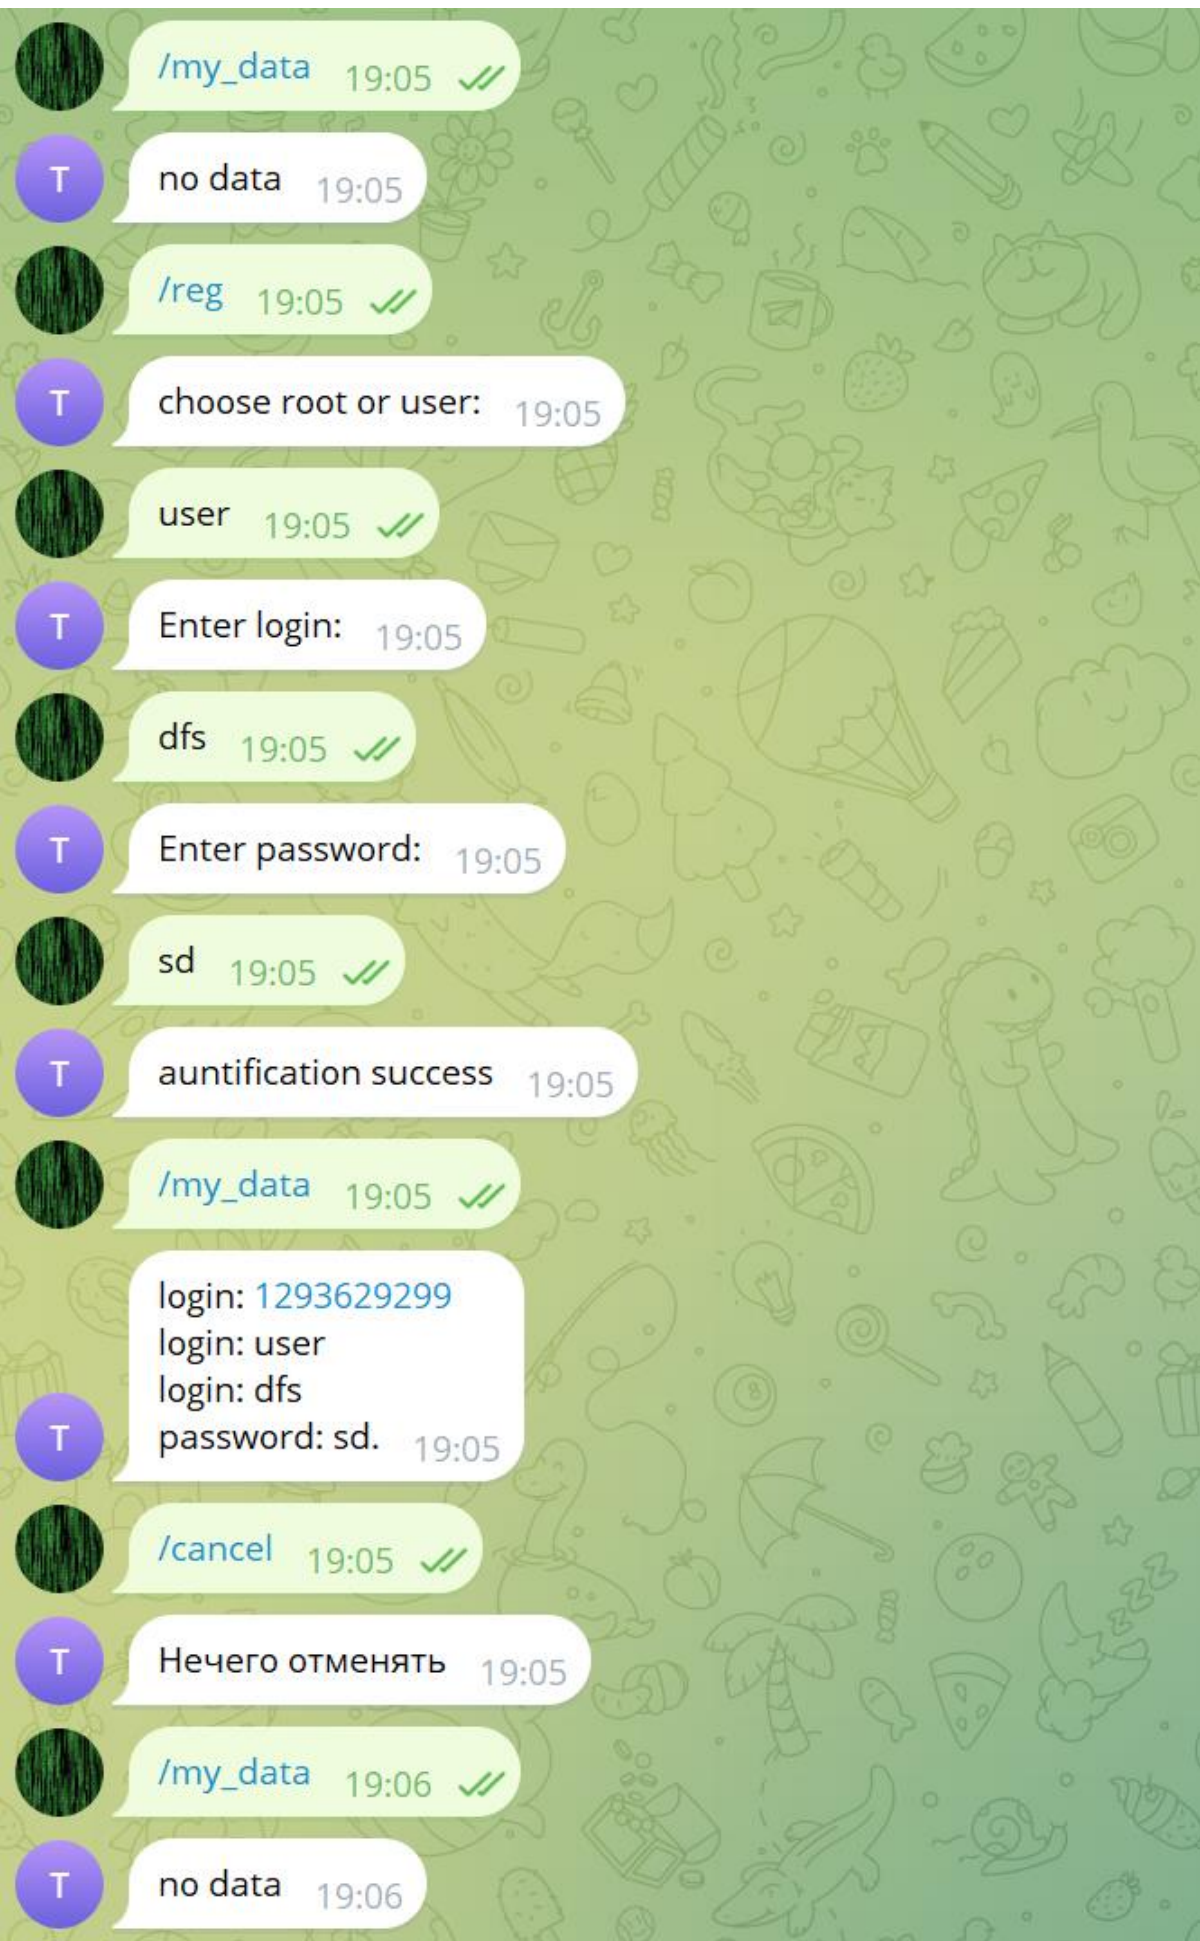 /my_data 19:05
T no data 19:05
/reg 19:05
T choose root or user: 19:05
user 19:05
T Enter login: 19:05
dfs 19:05
T Enter password: 19:05
sd 19:05
T auntification success 19:05
/my_data 19:05
login: 1293629299
login: user
login: dfs
T password: sd. 19:05
/cancel 19:05
T Нечего отменять 19:05
/my_data 19:06
T no data 19:06